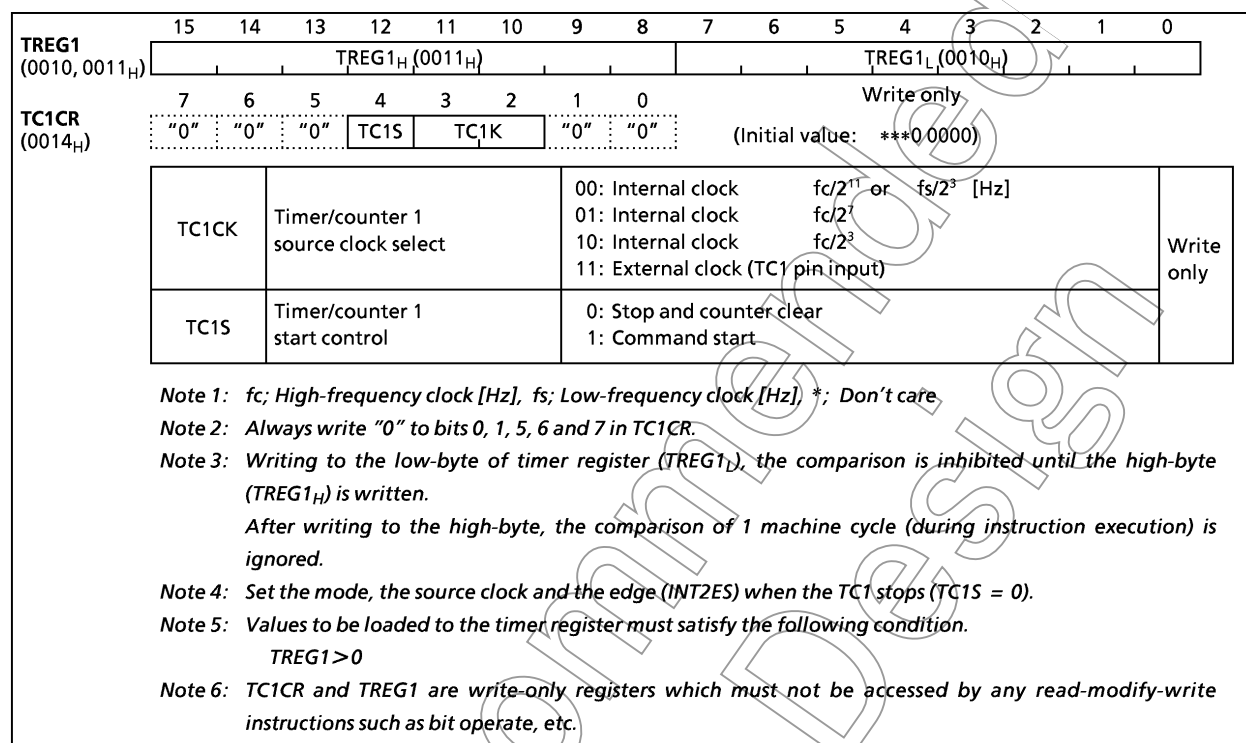 15 14 13 12 11 10 9 8 7 6 5 4 3 2 1 0
TREG1
(0010, 0011H)
TREG1H (0011H) TREG1L (0010H)
Write only
7 6 5 4 3 2 1 0
TC1CR
(0014H)
"0" "0" "0" TC1S TC1K "0" "0"
(Initial value: ***0 0000)
TC1CK
Timer/counter 1
source clock select
00: Internal clock fc/2¹¹ or fs/2³ [Hz]
01: Internal clock fc/2⁷
10: Internal clock fc/2³
11: External clock (TC1 pin input)
Write
only
TC1S
Timer/counter 1
start control
0: Stop and counter clear
1: Command start
Note 1: fc; High-frequency clock [Hz], fs; Low-frequency clock [Hz], *; Don't care
Note 2: Always write "0" to bits 0, 1, 5, 6 and 7 in TC1CR.
Note 3: Writing to the low-byte of timer register (TREG1L), the comparison is inhibited until the high-byte
(TREG1H) is written.
After writing to the high-byte, the comparison of 1 machine cycle (during instruction execution) is
ignored.
Note 4: Set the mode, the source clock and the edge (INT2ES) when the TC1 stops (TC1S = 0).
Note 5: Values to be loaded to the timer register must satisfy the following condition.
TREG1>0
Note 6: TC1CR and TREG1 are write-only registers which must not be accessed by any read-modify-write
instructions such as bit operate, etc.
ommended
Design